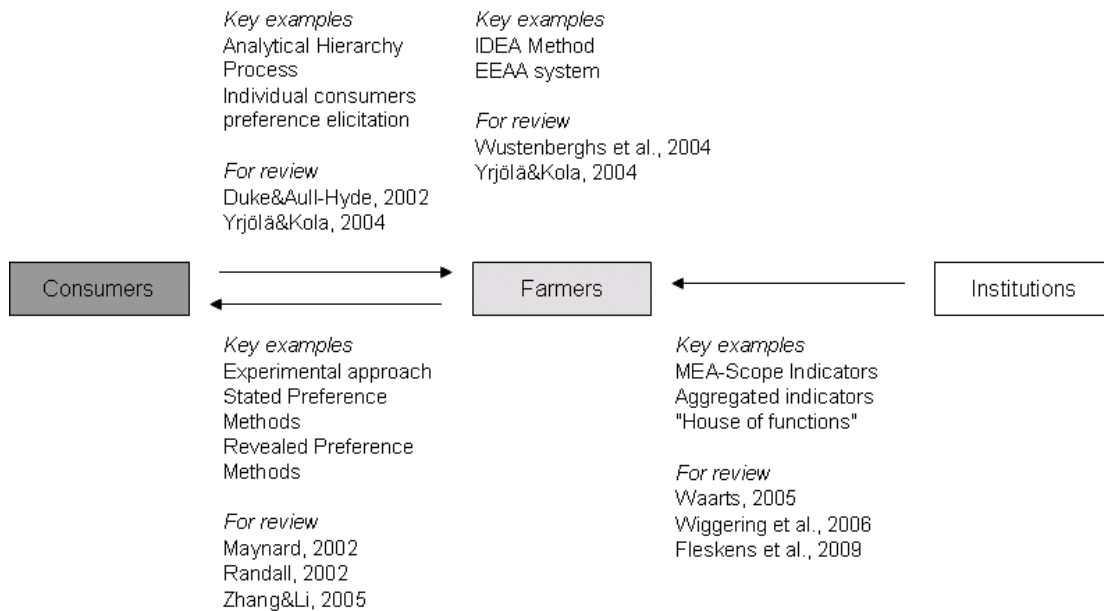 Key examples
Analytical Hierarchy
Process
Individual consumers
preference elicitation
For review
Duke&Aull-Hyde, 2002
Yrjölä&Kola, 2004
Key examples
IDEA Method
EEAA system
For review
Wustenberghs et al., 2004
Yrjölä&Kola, 2004
Consumers
Farmers
Institutions
Key examples
Experimental approach
Stated Preference
Methods
Revealed Preference
Methods
For review
Maynard, 2002
Randall, 2002
Zhang&Li, 2005
Key examples
MEA-Scope Indicators
Aggregated indicators
"House of functions"
For review
Waarts, 2005
Wiggering et al., 2006
Fleskens et al., 2009